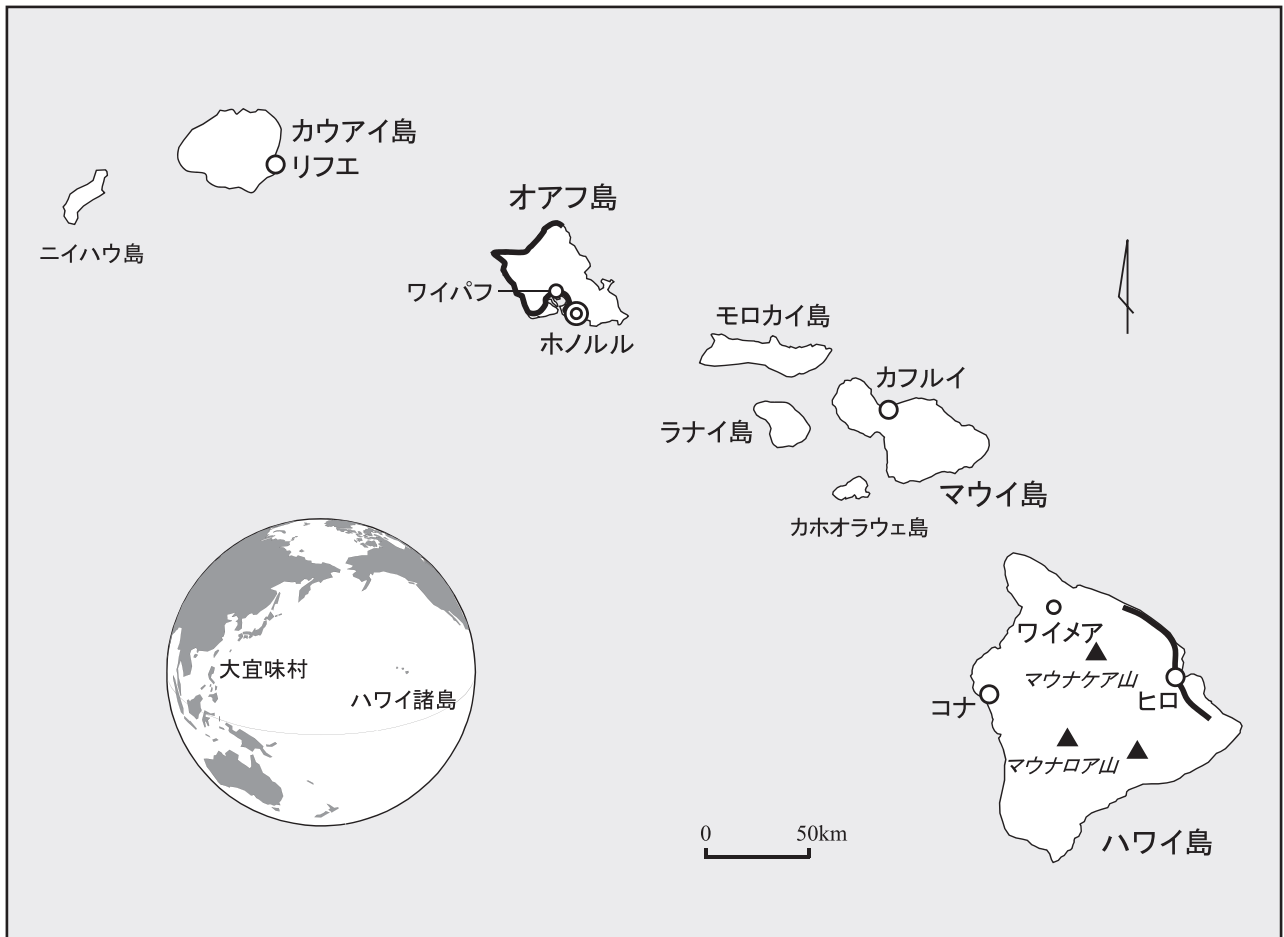 カウアイ島
リフエ
ニイハウ島
オアフ島
ワイパフ
ホノルル
モロカイ島
カフルイ
ラナイ島
マウイ島
カホオラウェ島
ワイメア
マウナケア山
コナ
ヒロ
マウナロア山
ハワイ島
大宜味村
ハワイ諸島
0 50km